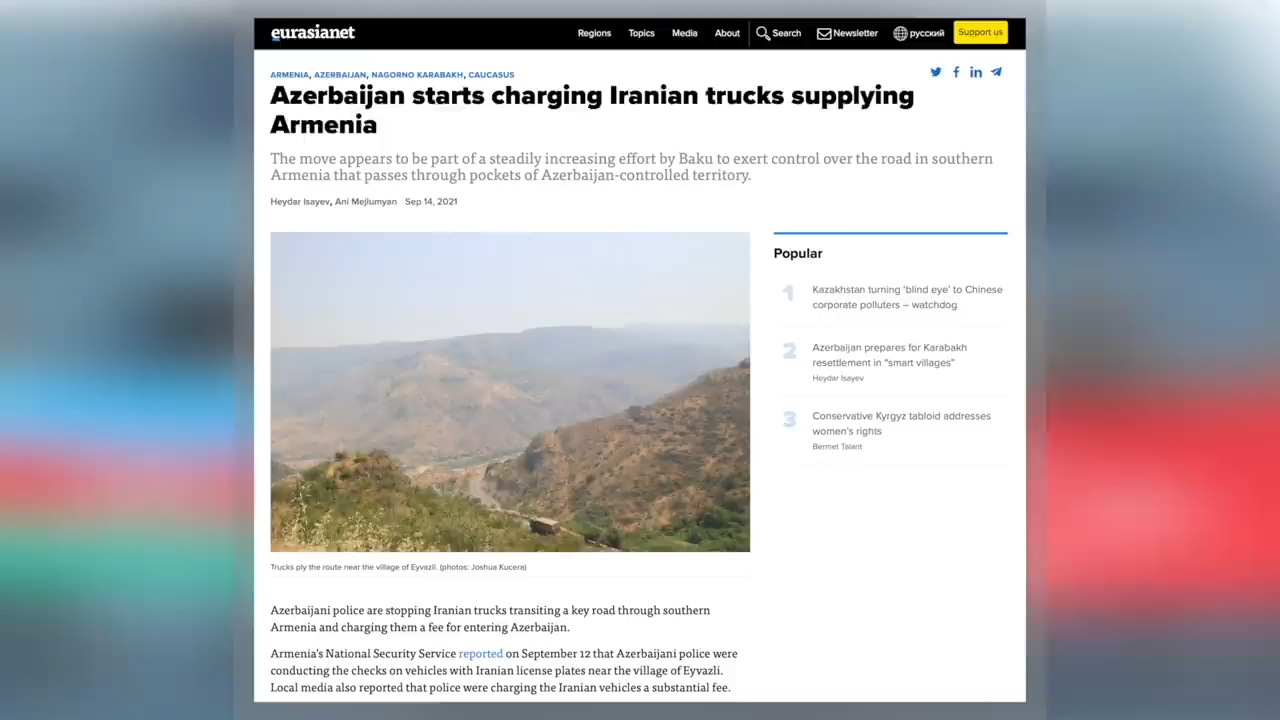 eurasianet
Regions Topics Media About Search Newsletter русский Support us
ARMENIA, AZERBAIJAN, NAGORNO KARABAKH, CAUCASUS
Azerbaijan starts charging Iranian trucks supplying
Armenia
The move appears to be part of a steadily increasing effort by Baku to exert control over the road in southern
Armenia that passes through pockets of Azerbaijan-controlled territory.
Heydar Isayev, Ani Mejlumyan Sep 14, 2021
Popular
1 Kazakhstan turning ‘blind eye’ to Chinese
corporate polluters – watchdog
2 Azerbaijan prepares for Karabakh
resettlement in "smart villages"
Heydar Isayev
3 Conservative Kyrgyz tabloid addresses
women's rights
Bermet Talant
Trucks ply the route near the village of Eyvazli. (photos: Joshua Kucera)
Azerbaijani police are stopping Iranian trucks transiting a key road through southern
Armenia and charging them a fee for entering Azerbaijan.
Armenia's National Security Service reported on September 12 that Azerbaijani police were
conducting the checks on vehicles with Iranian license plates near the village of Eyvazli.
Local media also reported that police were charging the Iranian vehicles a substantial fee.